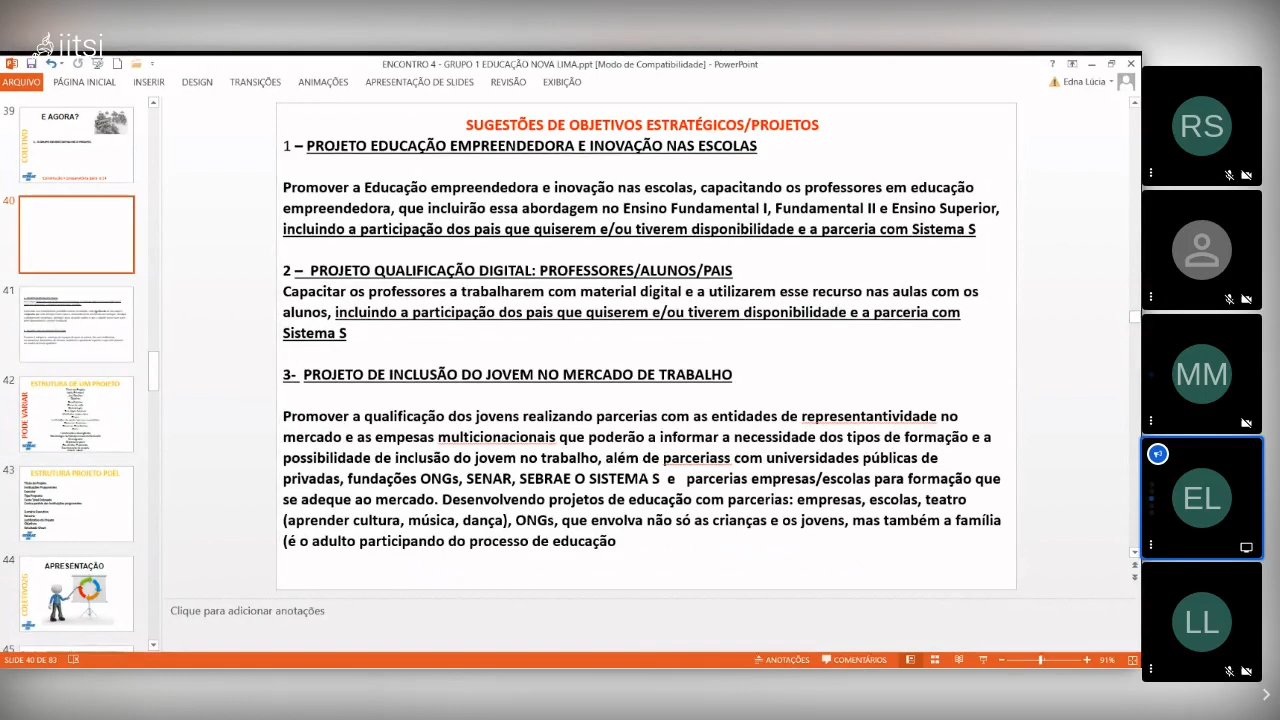 jitsi
ENCONTRO 4 - GRUPO 1 EDUCAÇÃO NOVA LIMA.ppt [Modo de Compatibilidade] - PowerPoint
ARQUIVO PÁGINA INICIAL INSERIR DESIGN TRANSIÇÕES ANIMAÇÕES APRESENTAÇÃO DE SLIDES REVISÃO EXIBIÇÃO
Edna Lúcia
39
E AGORA?
COLETIVO
40
41
42
ESTRUTURA DE UM PROJETO
PODE VARIAR
43
ESTRUTURA PROJETO PDEL
44
APRESENTAÇÃO
COLETIVO2G
45
SUGESTÕES DE OBJETIVOS ESTRATÉGICOS/PROJETOS
1 – PROJETO EDUCAÇÃO EMPREENDEDORA E INOVAÇÃO NAS ESCOLAS
Promover a Educação empreendedora e inovação nas escolas, capacitando os professores em educação
empreendedora, que incluirão essa abordagem no Ensino Fundamental I, Fundamental II e Ensino Superior,
incluindo a participação dos pais que quiserem e/ou tiverem disponibilidade e a parceria com Sistema S
2 – PROJETO QUALIFICAÇÃO DIGITAL: PROFESSORES/ALUNOS/PAIS
Capacitar os professores a trabalharem com material digital e a utilizarem esse recurso nas aulas com os
alunos, incluindo a participação dos pais que quiserem e/ou tiverem disponibilidade e a parceria com
Sistema S
3- PROJETO DE INCLUSÃO DO JOVEM NO MERCADO DE TRABALHO
Promover a qualificação dos jovens realizando parcerias com as entidades de representantividade no
mercado e as empesas multicionacionais que poderão a informar a necessidade dos tipos de formação e a
possibilidade de inclusão do jovem no trabalho, além de parceriass com universidades públicas de
privadas, fundações ONGS, SENAR, SEBRAE O SISTEMA S e parceria empresas/escolas para formação que
se adeque ao mercado. Desenvolvendo projetos de educação com parcerias: empresas, escolas, teatro
(aprender cultura, música, dança), ONGs, que envolva não só as crianças e os jovens, mas também a família
(é o adulto participando do processo de educação
Clique para adicionar anotações
SLIDE 40 DE 83
ANOTAÇÕES COMENTÁRIOS
91%
RS
MM
EL
LL